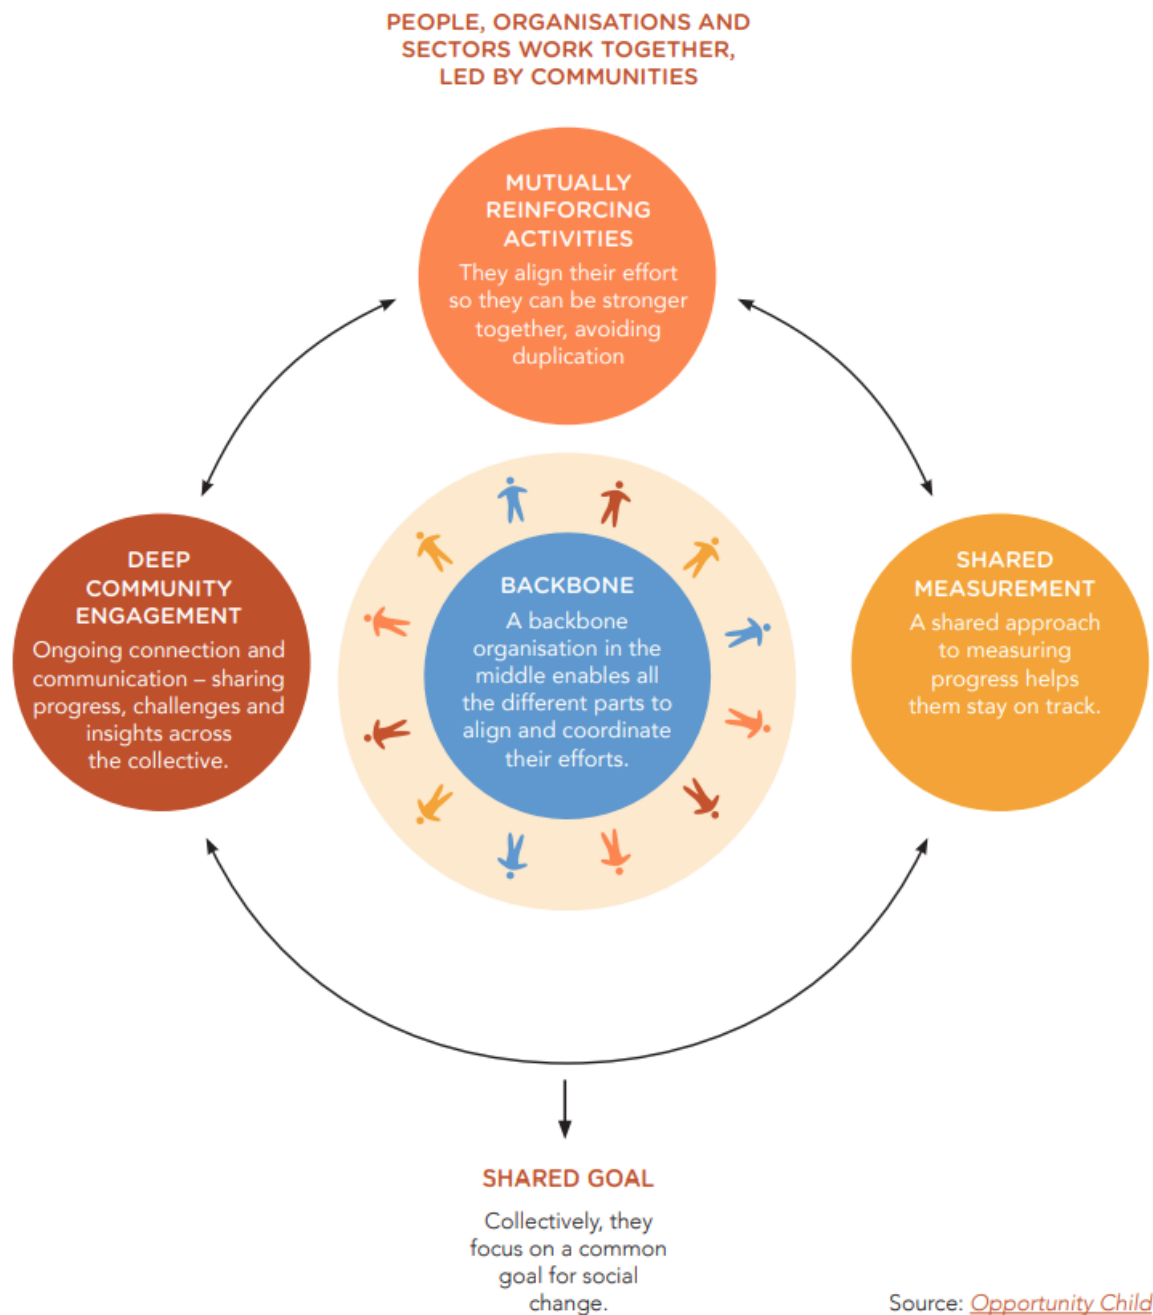 PEOPLE, ORGANISATIONS AND
SECTORS WORK TOGETHER,
LED BY COMMUNITIES
MUTUALLY
REINFORCING
ACTIVITIES
They align their effort
so they can be stronger
together, avoiding
duplication
DEEP
COMMUNITY
ENGAGEMENT
Ongoing connection and
communication – sharing
progress, challenges and
insights across
the collective.
BACKBONE
A backbone
organisation in the
middle enables all
the different parts to
align and coordinate
their efforts.
SHARED
MEASUREMENT
A shared approach
to measuring
progress helps
them stay on track.
SHARED GOAL
Collectively, they
focus on a common
goal for social
change.
Source: Opportunity Child